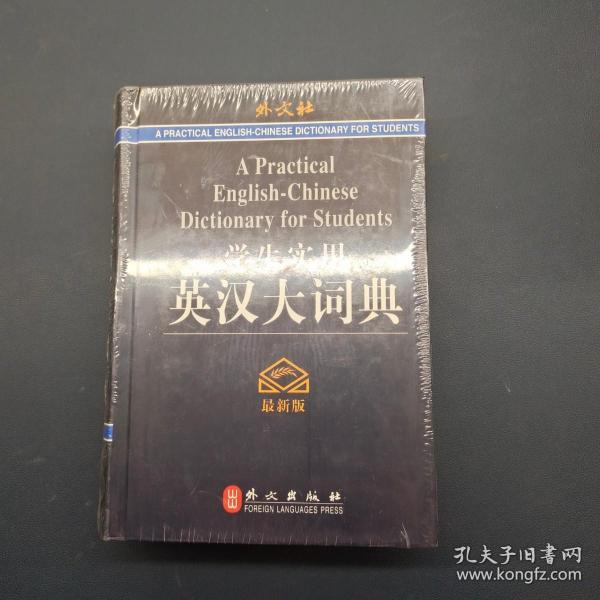 外文社
A PRACTICAL ENGLISH-CHINESE DICTIONARY FOR STUDENTS
A Practical
English-Chinese
Dictionary for Students
学生实用
英汉大词典
最新版
外文出版社
FOREIGN LANGUAGES PRESS
孔夫子旧书网
www.kongfz.com